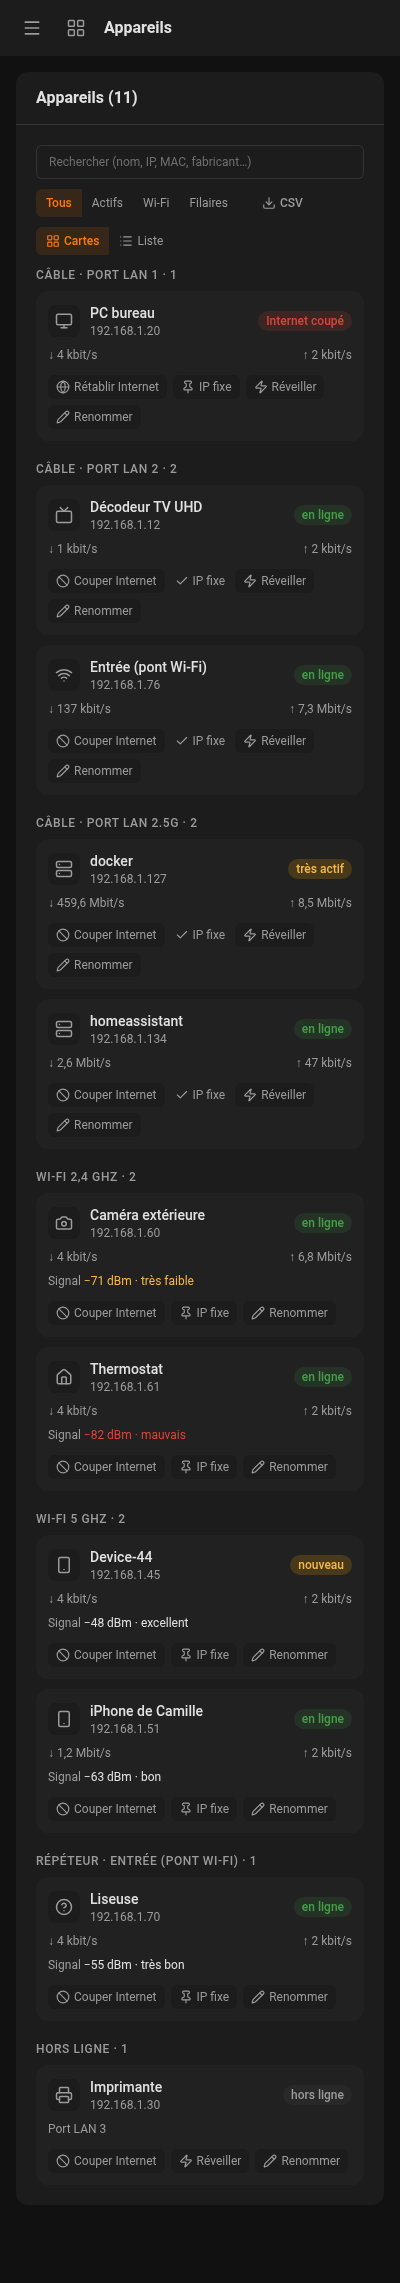 Appareils
Appareils (11)
Rechercher (nom, IP, MAC, fabricant…)
Tous Actifs Wi-Fi Filaires CSV
Cartes Liste
CÂBLE · PORT LAN 1 · 1
PC bureau
Internet coupé
192.168.1.20
↓ 4 kbit/s ↑ 2 kbit/s
Rétablir Internet IP fixe Réveiller
Renommer
CÂBLE · PORT LAN 2 · 2
Décodeur TV UHD
en ligne
192.168.1.12
↓ 1 kbit/s ↑ 2 kbit/s
Couper Internet IP fixe Réveiller
Renommer
Entrée (pont Wi-Fi)
en ligne
192.168.1.76
↓ 137 kbit/s ↑ 7,3 Mbit/s
Couper Internet IP fixe Réveiller
Renommer
CÂBLE · PORT LAN 2.5G · 2
docker
très actif
192.168.1.127
↓ 459,6 Mbit/s ↑ 8,5 Mbit/s
Couper Internet IP fixe Réveiller
Renommer
homeassistant
en ligne
192.168.1.134
↓ 2,6 Mbit/s ↑ 47 kbit/s
Couper Internet IP fixe Réveiller
Renommer
WI-FI 2,4 GHZ · 2
Caméra extérieure
en ligne
192.168.1.60
↓ 4 kbit/s ↑ 6,8 Mbit/s
Signal −71 dBm · très faible
Couper Internet IP fixe Renommer
Thermostat
en ligne
192.168.1.61
↓ 4 kbit/s ↑ 2 kbit/s
Signal −82 dBm · mauvais
Couper Internet IP fixe Renommer
WI-FI 5 GHZ · 2
Device-44
nouveau
192.168.1.45
↓ 4 kbit/s ↑ 2 kbit/s
Signal −48 dBm · excellent
Couper Internet IP fixe Renommer
iPhone de Camille
en ligne
192.168.1.51
↓ 1,2 Mbit/s ↑ 2 kbit/s
Signal −63 dBm · bon
Couper Internet IP fixe Renommer
RÉPÉTEUR · ENTRÉE (PONT WI-FI) · 1
Liseuse
en ligne
192.168.1.70
↓ 4 kbit/s ↑ 2 kbit/s
Signal −55 dBm · très bon
Couper Internet IP fixe Renommer
HORS LIGNE · 1
Imprimante
hors ligne
192.168.1.30
Port LAN 3
Couper Internet Réveiller Renommer